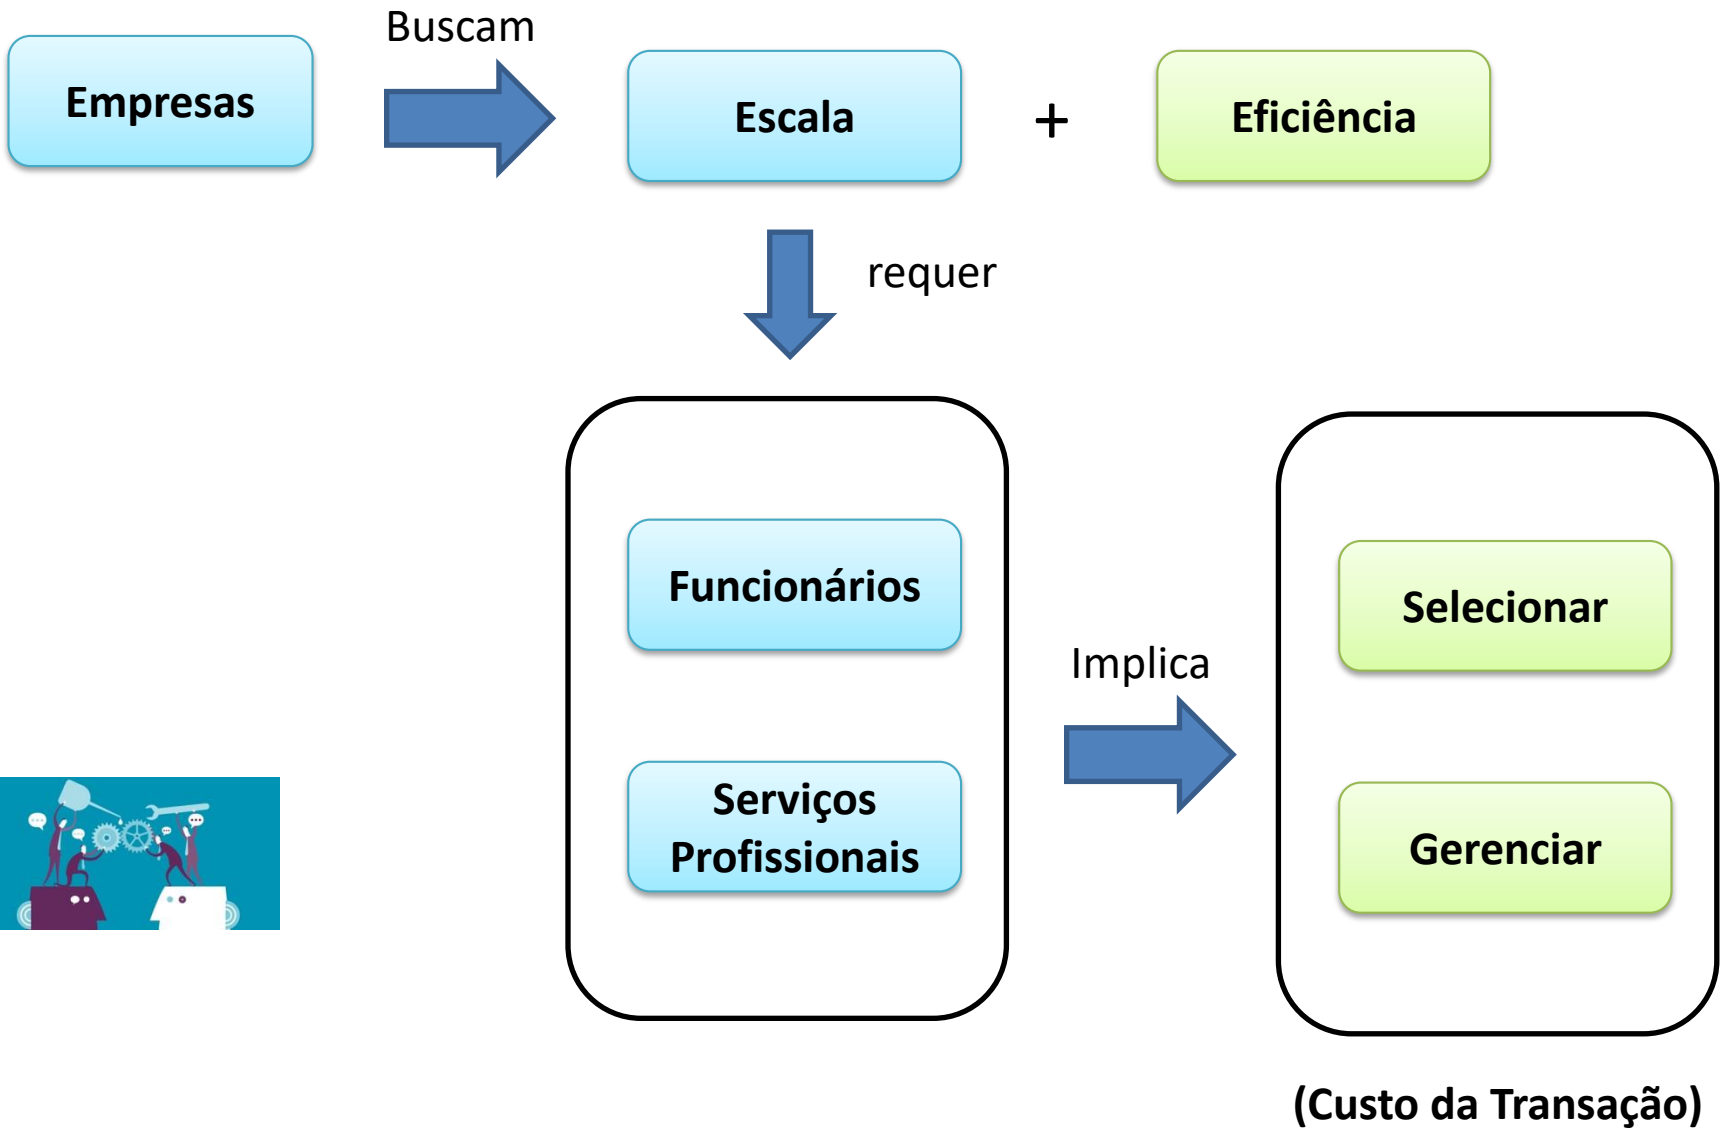 Buscam
Empresas
Escala
+
Eficiência
requer
Funcionários
Selecionar
Implica
Serviços
Profissionais
Gerenciar
(Custo da Transação)